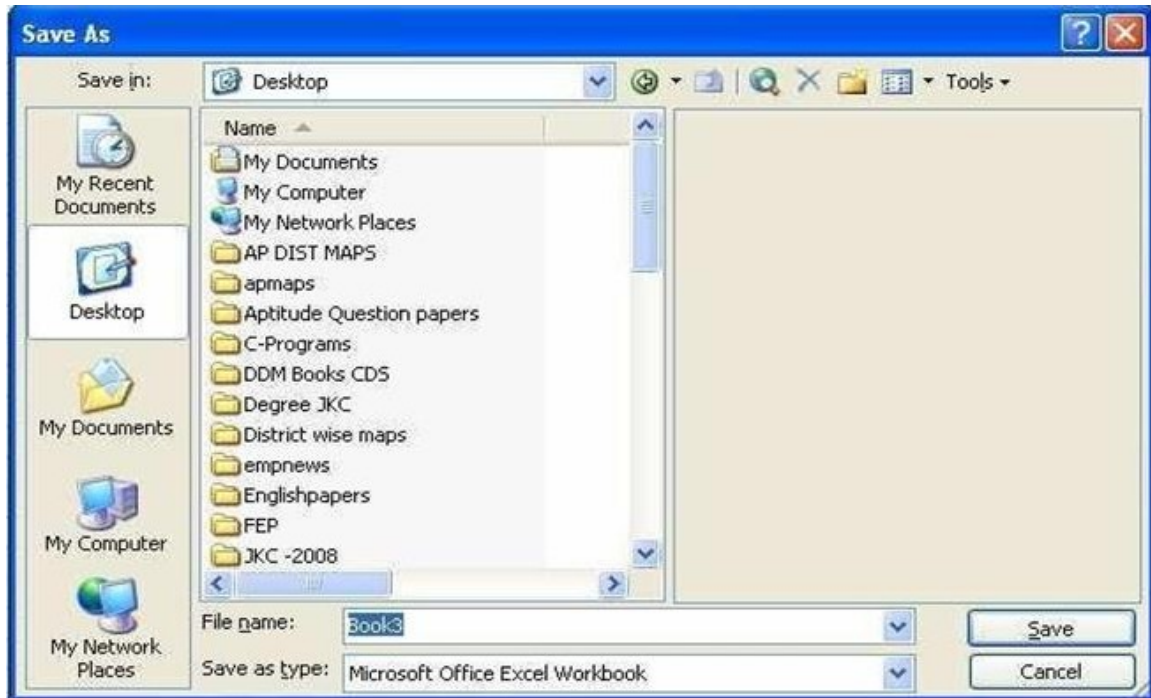 Save As
Save in:
Desktop
Tools
My Recent
Documents
Desktop
My Documents
My Computer
My Network
Places
Name
My Documents
My Computer
My Network Places
AP DIST MAPS
apmaps
Aptitude Question papers
C-Programs
DDM Books CDS
Degree JKC
District wise maps
empnews
Englishpapers
FEP
JKC -2008
File name:
Book3
Save
Save as type:
Microsoft Office Excel Workbook
Cancel